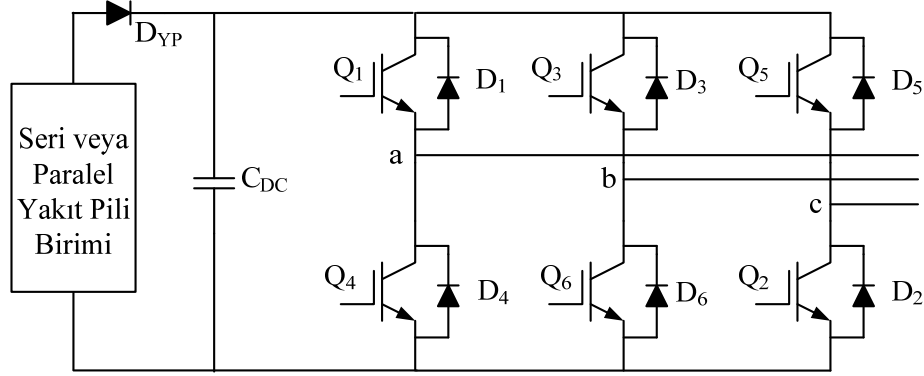 D_YP
Q1
D1
Q3
D3
Q5
D5
Seri veya
Paralel
Yakıt Pili
Birimi
C_DC
a
b
c
Q4
D4
Q6
D6
Q2
D2